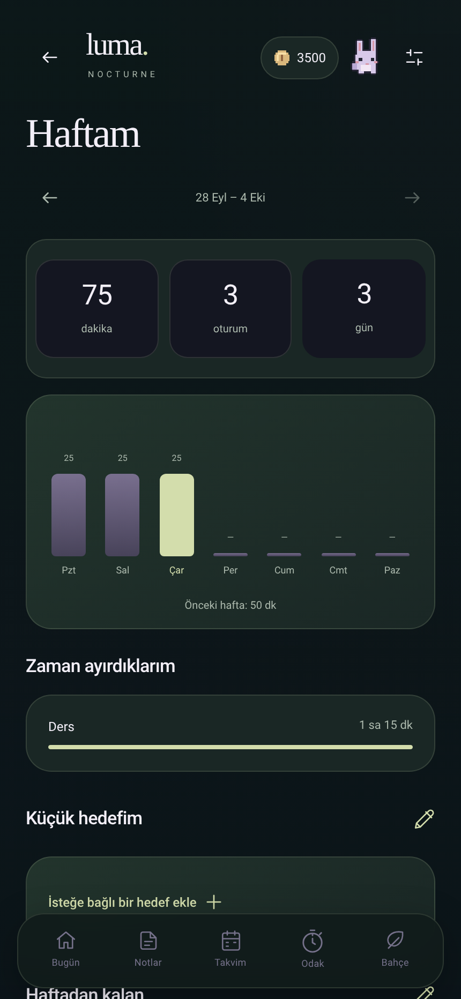 luma.
NOCTURNE
3500
Haftam
28 Eyl – 4 Eki
75
dakika
3
oturum
3
gün
25
25
25
–
–
–
–
Pzt
Sal
Çar
Per
Cum
Cmt
Paz
Önceki hafta: 50 dk
Zaman ayırdıklarım
Ders
1 sa 15 dk
Küçük hedefim
İsteğe bağlı bir hedef ekle
Bugün
Notlar
Takvim
Odak
Bahçe
Haftadan kalan